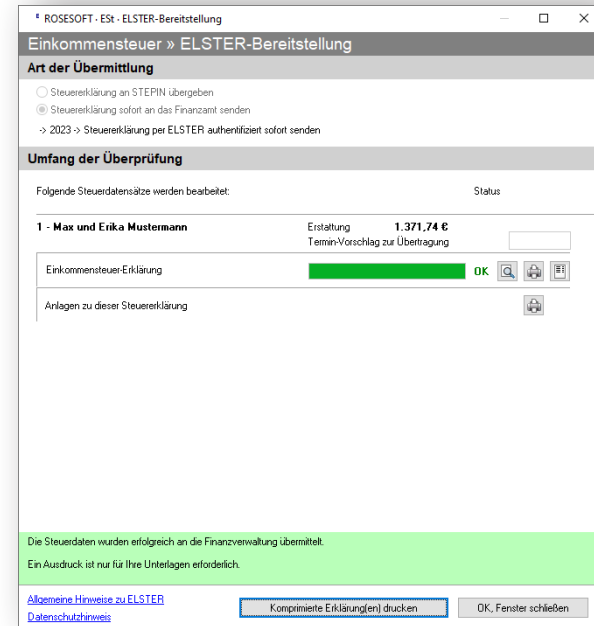 ROSESOFT · ESt · ELSTER-Bereitstellung
Einkommensteuer » ELSTER-Bereitstellung
Art der Übermittlung
Steuererklärung an STEPIN übergeben
Steuererklärung sofort an das Finanzamt senden
-> 2023 -> Steuererklärung per ELSTER authentifiziert sofort senden
Umfang der Überprüfung
Folgende Steuerdatensätze werden bearbeitet: Status
1 - Max und Erika Mustermann Erstattung 1.371,74 €
Termin-Vorschlag zur Übertragung
Einkommensteuer-Erklärung OK
Anlagen zu dieser Steuererklärung
Die Steuerdaten wurden erfolgreich an die Finanzverwaltung übermittelt.
Ein Ausdruck ist nur für Ihre Unterlagen erforderlich.
Allgemeine Hinweise zu ELSTER
Datenschutzhinweis
Komprimierte Erklärung(en) drucken OK, Fenster schließen